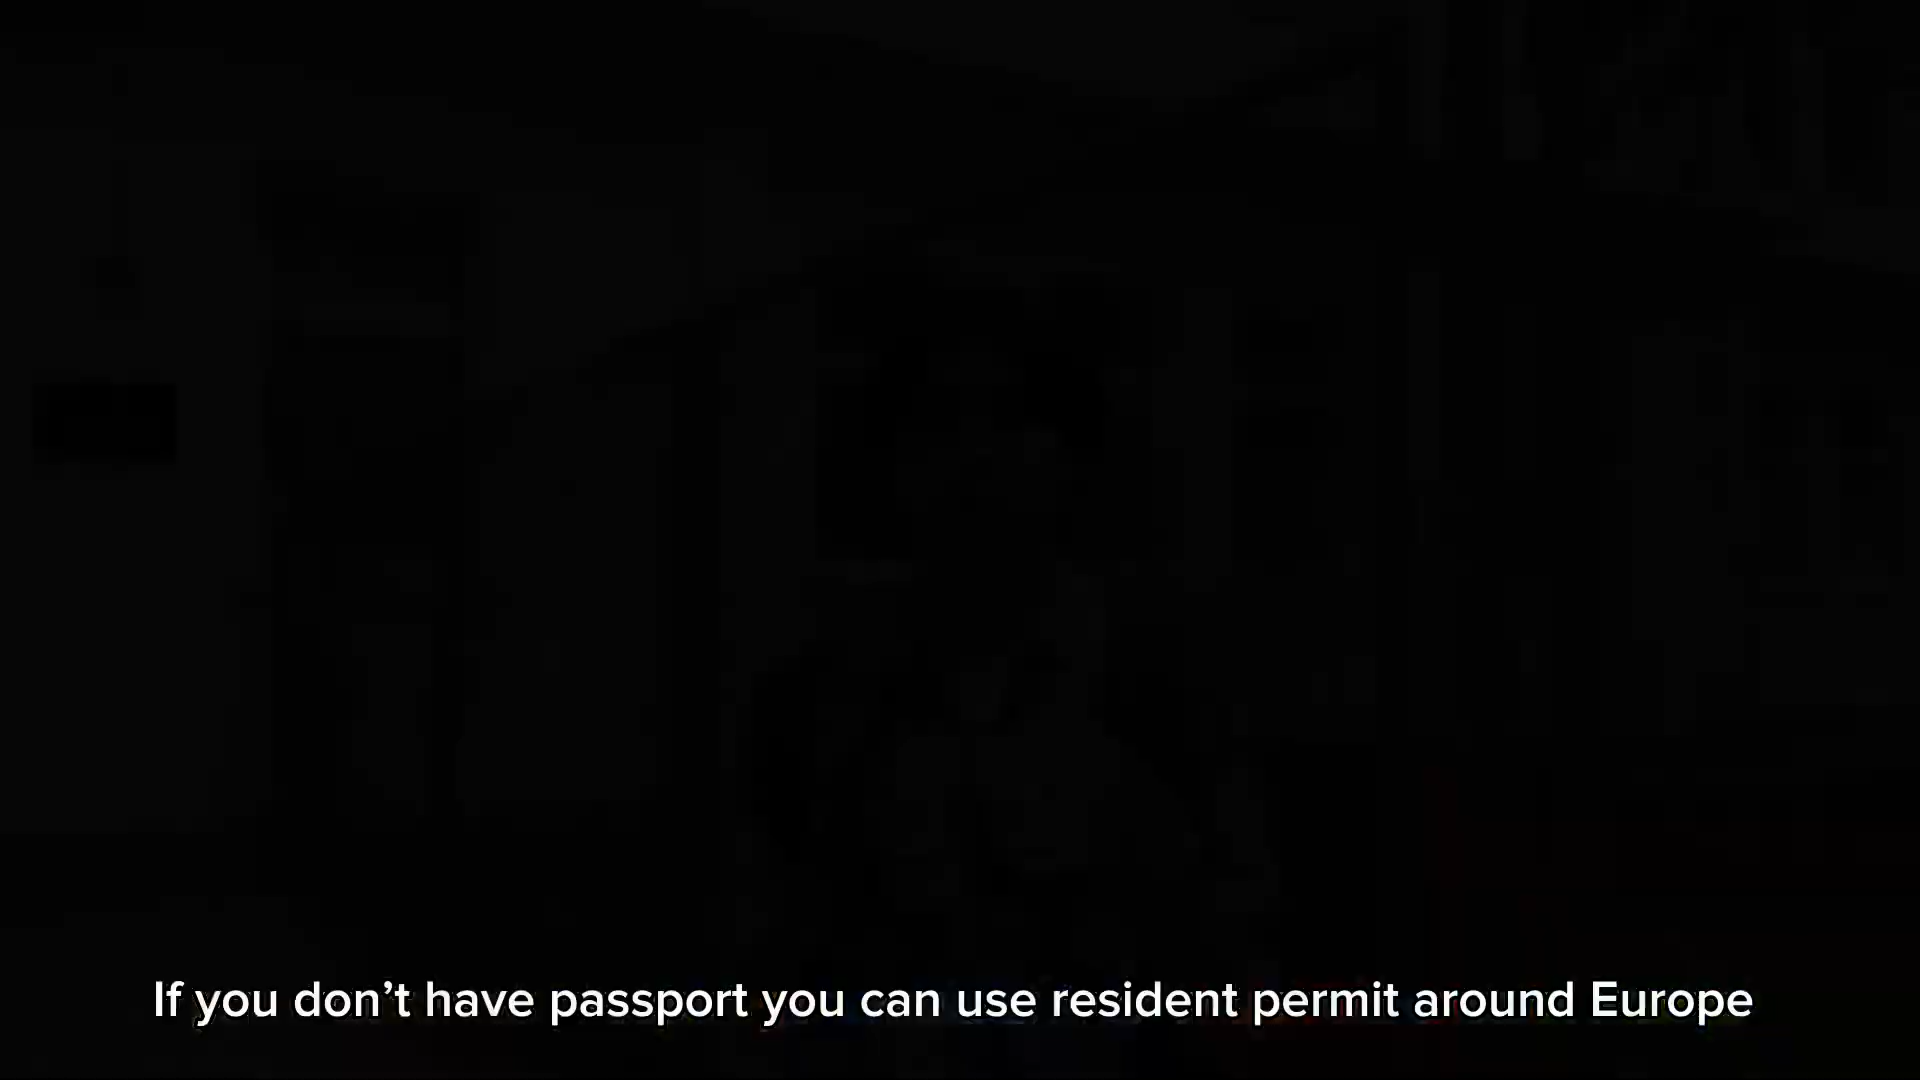 If you don’t have passport you can use resident permit around Europe